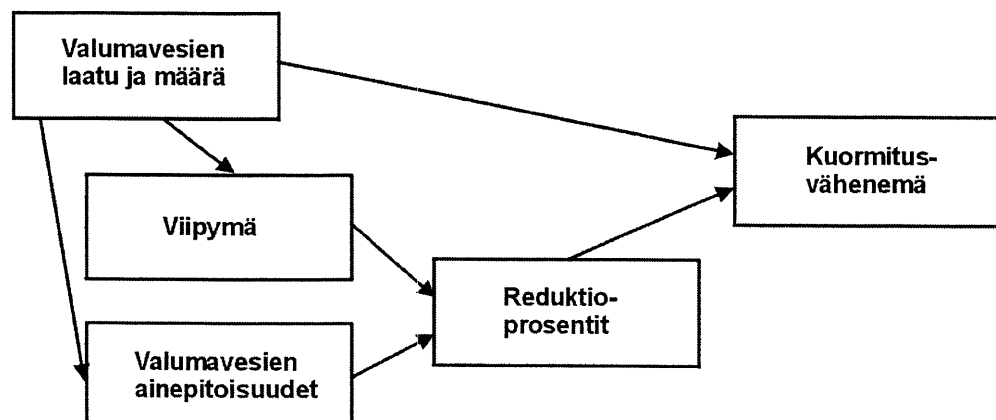 Valumavesien
laatu ja määrä
Kuormitus-
vähenemä
Viipymä
Reduktio-
prosentit
Valumavesien
ainepitoisuudet